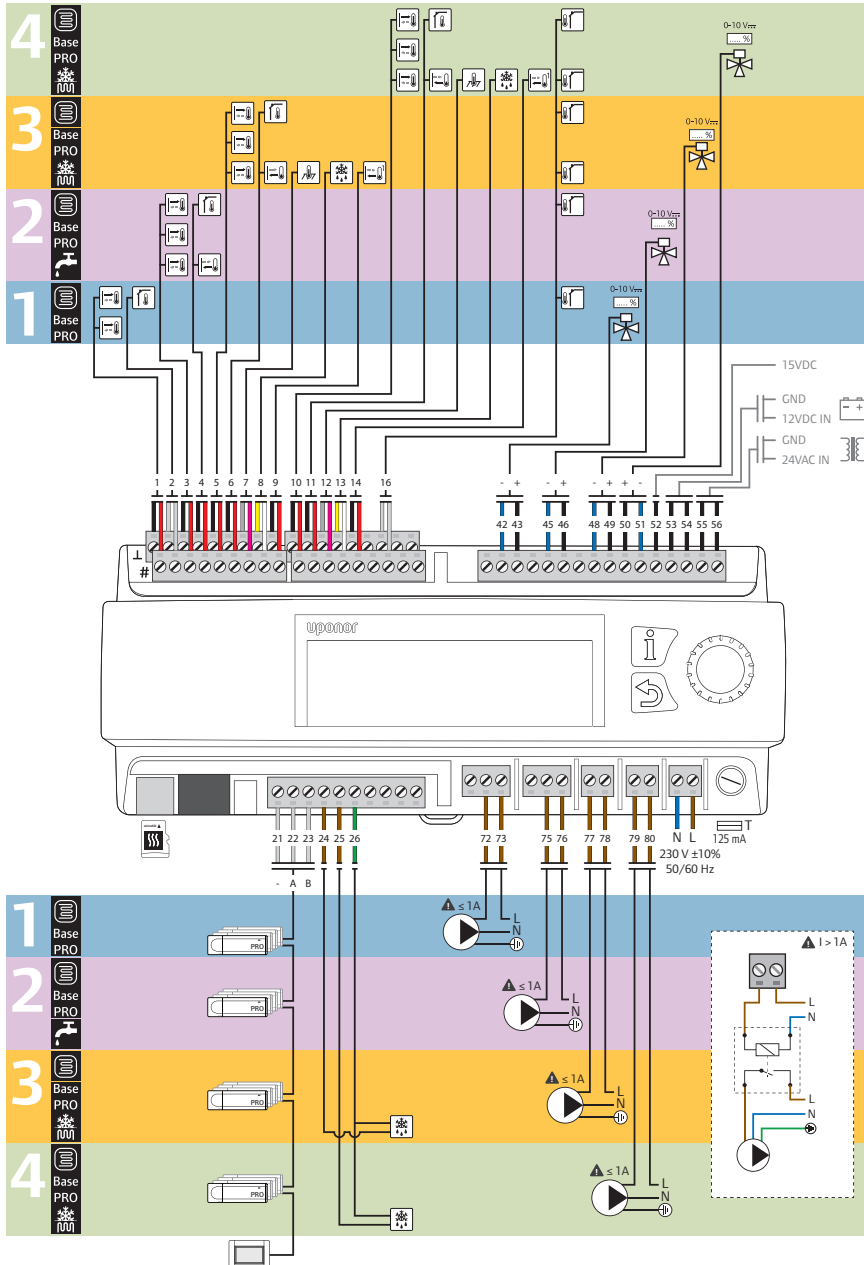 4
Base
PRO
0-10 V
..... %
3
Base
PRO
0-10 V
..... %
2
Base
PRO
0-10 V
..... %
1
Base
PRO
0-10 V
..... %
15VDC
GND
12VDC IN
- +
GND
24VAC IN
1 2 3 4 5 6 7 8 9 10 11 12 13 14 16
- + - + - + + -
42 43 45 46 48 49 50 51 52 53 54 55 56
⊥
#
uponor
i
21 22 23 24 25 26
- A B
72 73 75 76 77 78 79 80 N L
T
125 mA
230 V ±10%
50/60 Hz
1
Base
PRO
PRO
≤ 1A
L
N
2
Base
PRO
PRO
≤ 1A
L
N
3
Base
PRO
PRO
≤ 1A
L
N
4
Base
PRO
PRO
≤ 1A
L
N
I > 1A
L
N
L
N